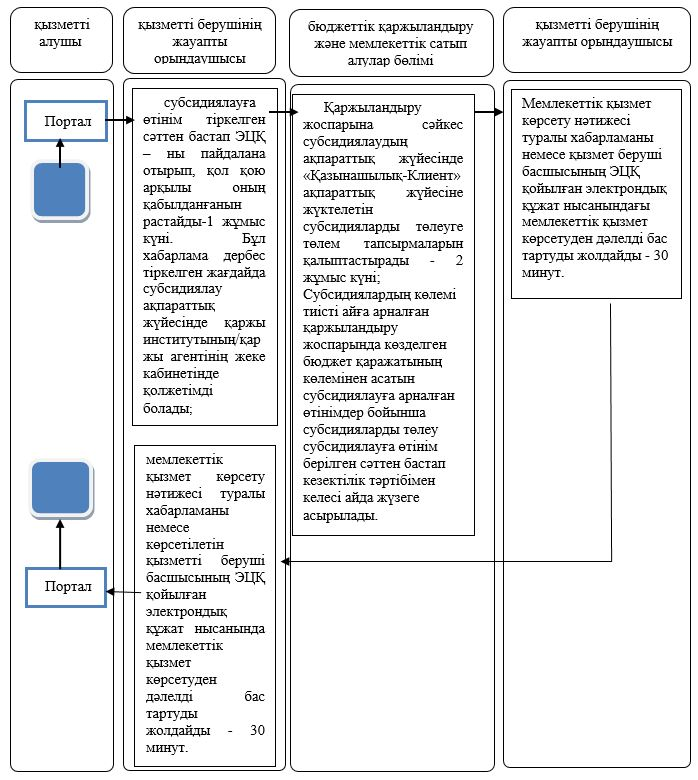 қызметті
алушы
қызметті берушінің
жауапты
орындаушысы
бюджеттік қаржыландыру
және мемлекеттік сатып
алулар бөлімі
қызметті берушінің
жауапты орындаушысы
Портал
субсидиялауға
өтінім тіркелген
сәттен бастап ЭЦҚ
– ны пайдалана
отырып, қол қою
арқылы оның
қабылданғанын
растайды-1 жұмыс
күні. Бұл
хабарлама дербес
тіркелген жағдайда
субсидиялау
ақпараттық
жүйесінде қаржы
институтының/қар
жы агентінің жеке
кабинетінде
қолжетімді
болады;
Қаржыландыру
жоспарына сәйкес
субсидиялаудың
ақпараттық жүйесінде
«Қазынашылық-Клиент»
ақпараттық жүйесіне
жүктелетін
субсидияларды төлеуге
төлем тапсырмаларын
қалыптастырады - 2
жұмыс күні;
Субсидиялардың көлемі
тиісті айға арналған
қаржыландыру
жоспарында көзделген
бюджет қаражатының
көлемінен асатын
субсидиялауға арналған
өтінімдер бойынша
субсидияларды төлеу
субсидиялауға өтінім
берілген сәттен бастап
кезектілік тәртібімен
келесі айда жүзеге
асырылады.
Мемлекеттік қызмет
көрсету нәтижесі
туралы хабарламаны
немесе қызмет беруші
басшысының ЭЦҚ
қойылған электрондық
құжат нысанындағы
мемлекеттік қызмет
көрсетуден дәлелді бас
тартуды жолдайды - 30
минут.
мемлекеттік
қызмет көрсету
нәтижесі туралы
хабарламаны
немесе
көрсетілетін
қызметті беруші
басшысының ЭЦҚ
қойылған
электрондық
құжат нысанында
мемлекеттік
қызмет
көрсетуден
дәлелді бас
тартуды
жолдайды - 30
минут.
Портал